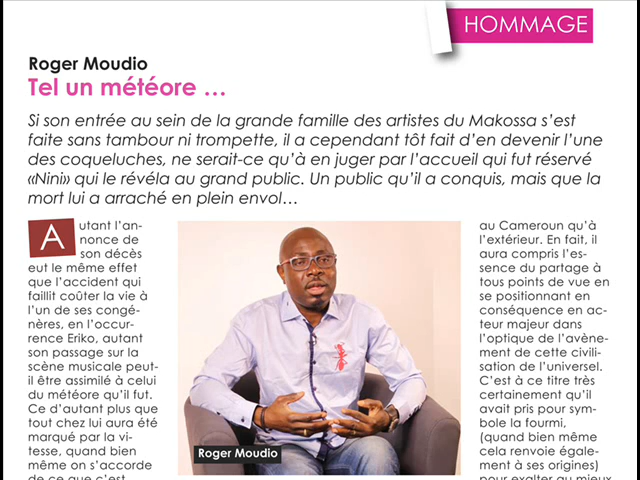 HOMMAGE
Roger Moudio
Tel un météore …
Si son entrée au sein de la grande famille des artistes du Makossa s’est
faite sans tambour ni trompette, il a cependant tôt fait d’en devenir l’une
des coqueluches, ne serait-ce qu’à en juger par l’accueil qui fut réservé
«Nini» qui le révéla au grand public. Un public qu’il a conquis, mais que la
mort lui a arraché en plein envol…
Autant l’an-
nonce de
son décès
eut le même effet
que l’accident qui
faillit coûter la vie à
l’un de ses congé-
nères, en l’occur-
rence Eriko, autant
son passage sur la
scène musicale peut-
il être assimilé à celui
du météore qu’il fut.
Ce d’autant plus que
tout chez lui aura été
marqué par la vi-
tesse, quand bien
même on s’accorde
de ce que c’est
Roger Moudio
au Cameroun qu’à
l’extérieur. En fait, il
aura compris l’es-
sence du partage à
tous points de vue en
se positionnant en
conséquence en ac-
teur majeur dans
l’optique de l’avène-
ment de cette civili-
sation de l’universel.
C’est à ce titre très
certainement qu’il
avait pris pour sym-
bole la fourmi,
(quand bien même
cela renvoie égale-
ment à ses origines)
pour exalter au mieux